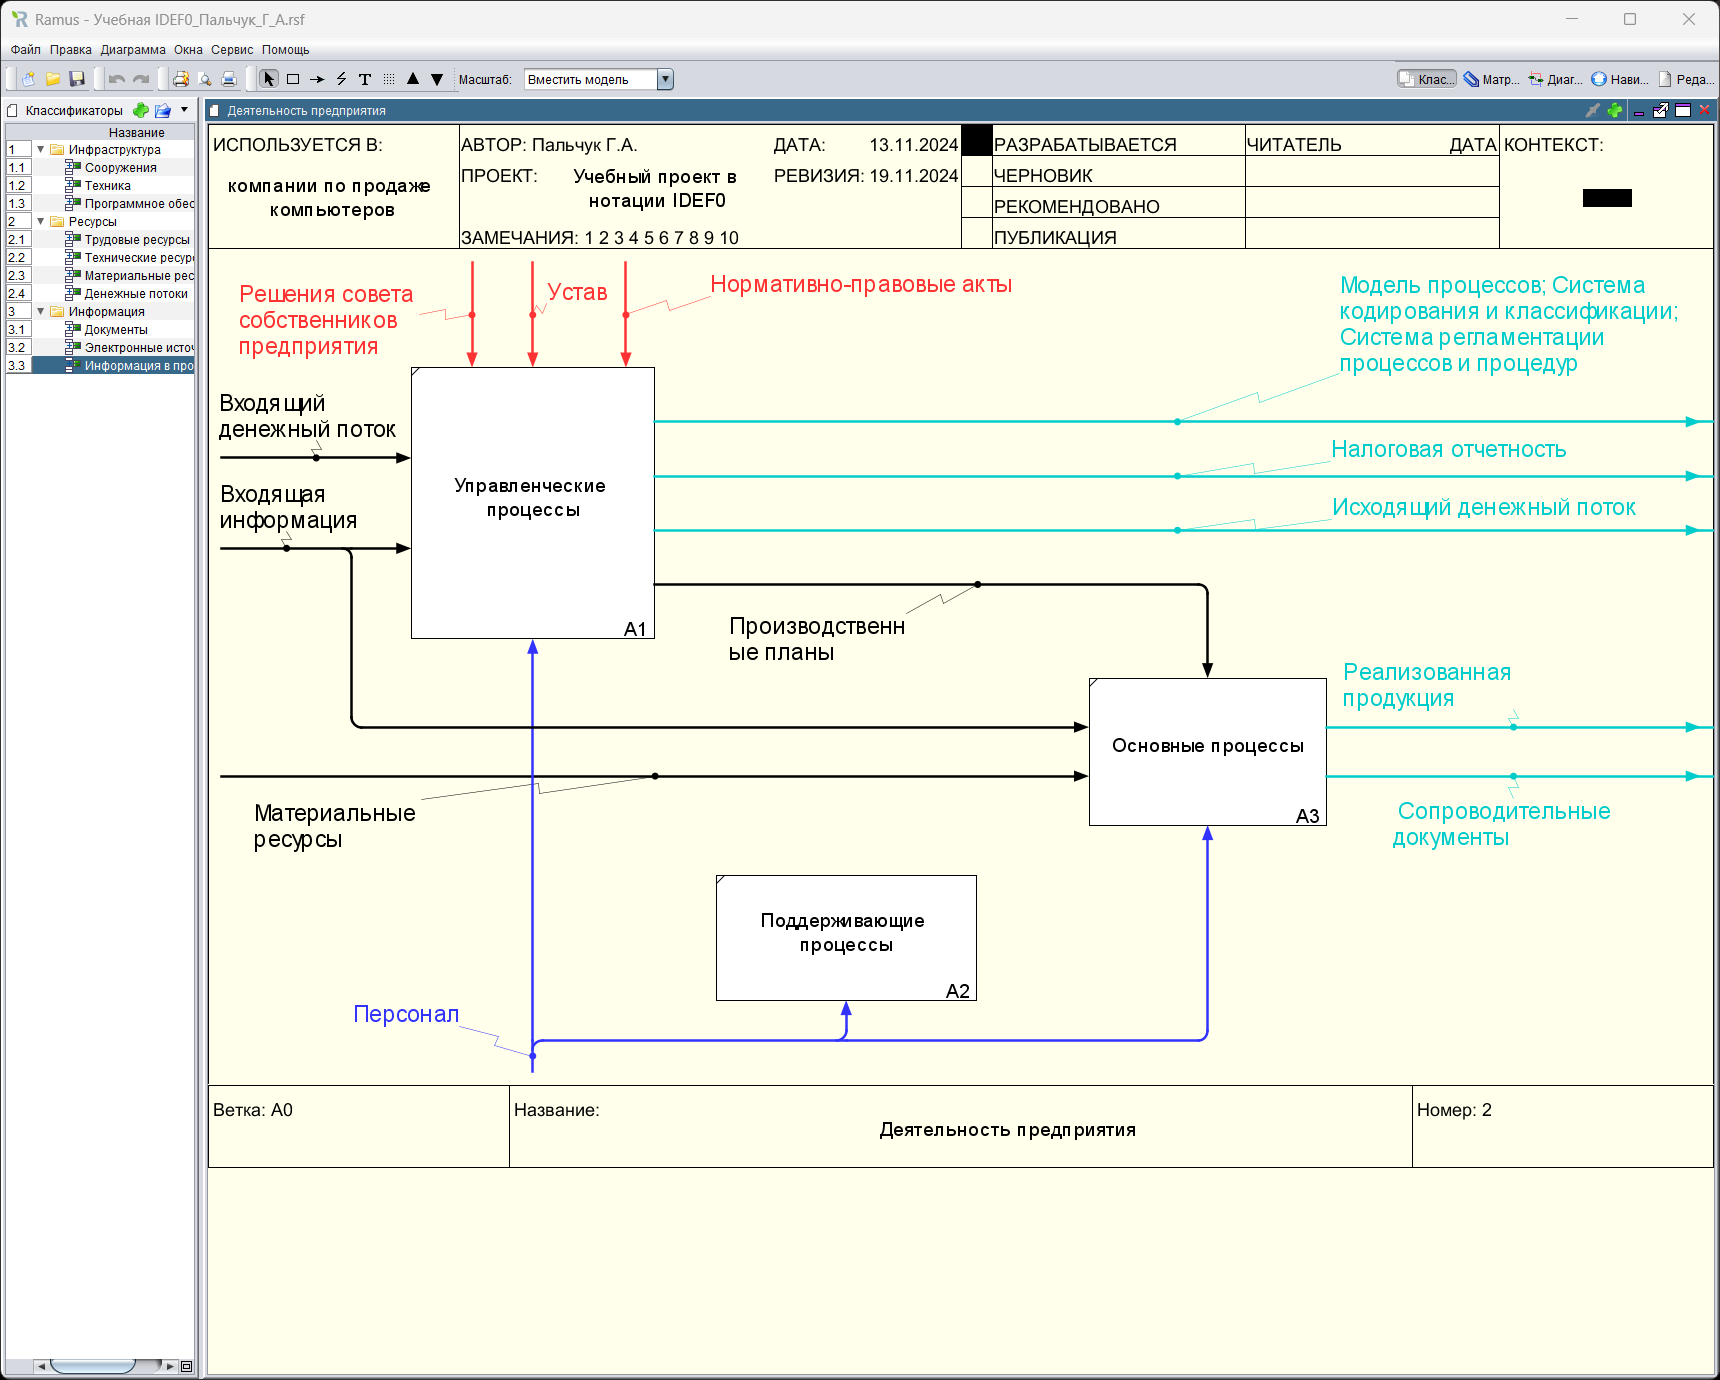 Ramus - Учебная IDEF0_Пальчук_Г_А.rsf
Файл Правка Диаграмма Окна Сервис Помощь
Масштаб: Вместить модель
Клас... Матр... Диаг... Нави... Реда...
Классификаторы
Название
1 Инфраструктура
1.1 Сооружения
1.2 Техника
1.3 Программное обес
2 Ресурсы
2.1 Трудовые ресурсы
2.2 Технические ресур
2.3 Материальные рес
2.4 Денежные потоки
3 Информация
3.1 Документы
3.2 Электронные источ
3.3 Информация в про
Деятельность предприятия
ИСПОЛЬЗУЕТСЯ В:
компании по продаже
компьютеров
АВТОР: Пальчук Г.А.
ДАТА: 13.11.2024
ПРОЕКТ: Учебный проект в
нотации IDEF0
РЕВИЗИЯ: 19.11.2024
ЗАМЕЧАНИЯ: 1 2 3 4 5 6 7 8 9 10
РАЗРАБАТЫВАЕТСЯ
ЧЕРНОВИК
РЕКОМЕНДОВАНО
ПУБЛИКАЦИЯ
ЧИТАТЕЛЬ ДАТА
КОНТЕКСТ:
Решения совета
собственников
предприятия
Устав
Нормативно-правовые акты
Модель процессов; Система
кодирования и классификации;
Система регламентации
процессов и процедур
Входящий
денежный поток
Налоговая отчетность
Входящая
информация
Управленческие
процессы
A1
Исходящий денежный поток
Производственн
ые планы
Реализованная
продукция
Основные процессы
A3
Материальные
ресурсы
Сопроводительные
документы
Поддерживающие
процессы
A2
Персонал
Ветка: A0
Название:
Деятельность предприятия
Номер: 2